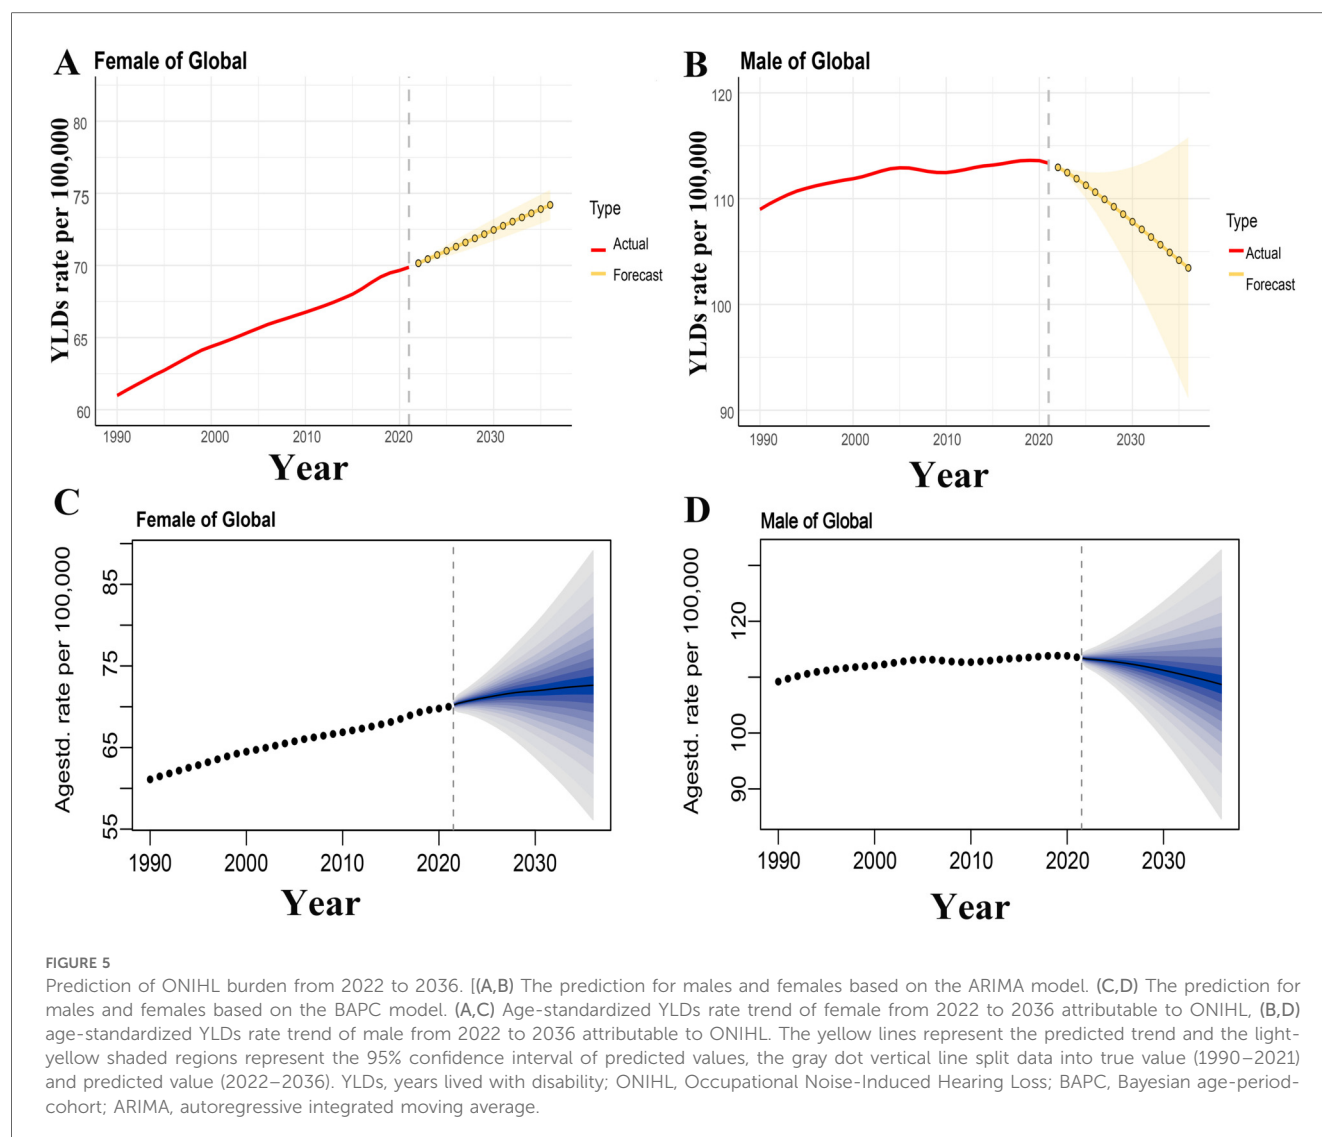 A Female of Global
YLDs rate per 100,000
80
75
70
65
60
1990 2000 2010 2020 2030
Year
Type
Actual
Forecast
B Male of Global
YLDs rate per 100,000
120
110
100
90
1990 2000 2010 2020 2030
Year
Type
Actual
Forecast
C Female of Global
Agestd. rate per 100,000
85
75
65
55
1990 2000 2010 2020 2030
Year
D Male of Global
Agestd. rate per 100,000
120
100
90
1990 2000 2010 2020 2030
Year
FIGURE 5
Prediction of ONIHL burden from 2022 to 2036. [(A,B) The prediction for males and females based on the ARIMA model. (C,D) The prediction for
males and females based on the BAPC model. (A,C) Age-standardized YLDs rate trend of female from 2022 to 2036 attributable to ONIHL, (B,D)
age-standardized YLDs rate trend of male from 2022 to 2036 attributable to ONIHL. The yellow lines represent the predicted trend and the light-
yellow shaded regions represent the 95% confidence interval of predicted values, the gray dot vertical line split data into true value (1990–2021)
and predicted value (2022–2036). YLDs, years lived with disability; ONIHL, Occupational Noise-Induced Hearing Loss; BAPC, Bayesian age-period-
cohort; ARIMA, autoregressive integrated moving average.